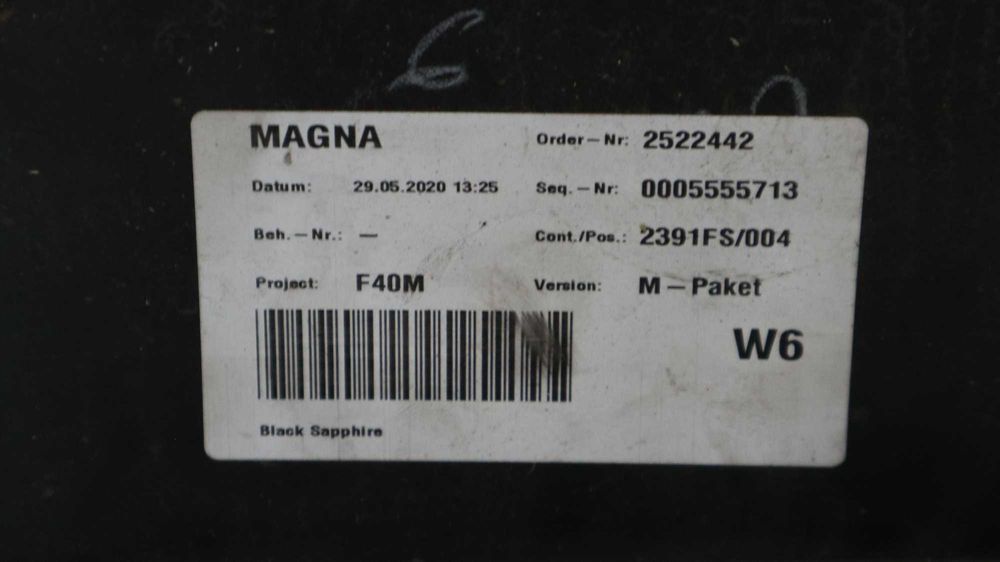 6
MAGNA
Order-Nr: 2522442
Datum: 29.05.2020 13:25
Seq.-Nr: 0005555713
Beh.-Nr.: —
Cont./Pos.: 2391FS/004
Project: F40M
Version: M-Paket
W6
Black Sapphire